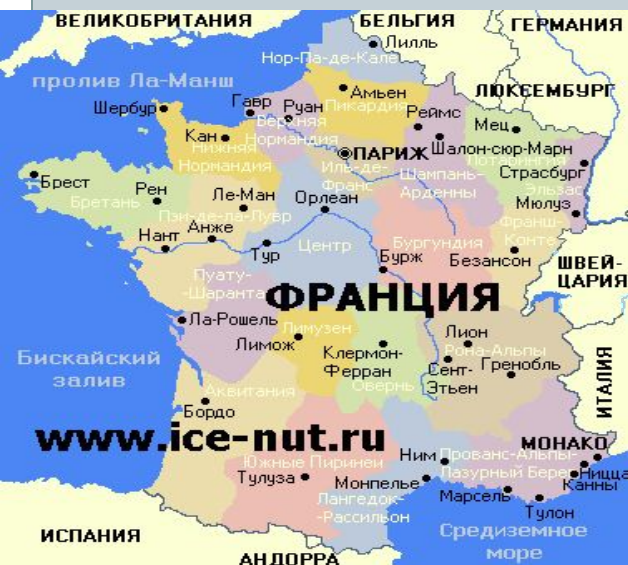 ВЕЛИКОБРИТАНИЯ
БЕЛЬГИЯ
ГЕРМАНИЯ
Лилль
Нор-Па-де-Кале
пролив Ла-Манш
Амьен
ЛЮКСЕМБУРГ
Шербур
Гавр
Руан
Пикардия
Реймс
Мец
Верхняя
Нормандия
Кан
Нижняя
Нормандия
ПАРИЖ
Шалон-сюр-Марн
Лотарингия
Иль-де-
Франс
Шампань-
Арденны
Страсбург
Эльзас
Брест
Рен
Бретань
Ле-Ман
Орлеан
Мюлуз
Пэи-де-ла-Луар
Франш-
Конте
Нант
Анже
Тур
Центр
Бургундия
Бурж
Безансон
ШВЕЙ-
ЦАРИЯ
Пуату-
-Шаранта
ФРАНЦИЯ
Ла-Рошель
Лимузен
Лион
Лимож
Клермон-
Ферран
Рона-Альпы
Сент-
Этьен
Гренобль
ИТАЛИЯ
Бискайский
залив
Овернь
Аквитания
Бордо
www.ice-nut.ru
Ним
Прованс-Альпы-
Лазурный Берег
МОНАКО
Ницца
Канны
Южные Пиринеи
Тулуза
Монпелье
Марсель
Тулон
Лангедок-
-Рассильон
Средиземное
море
ИСПАНИЯ
АНДОРРА